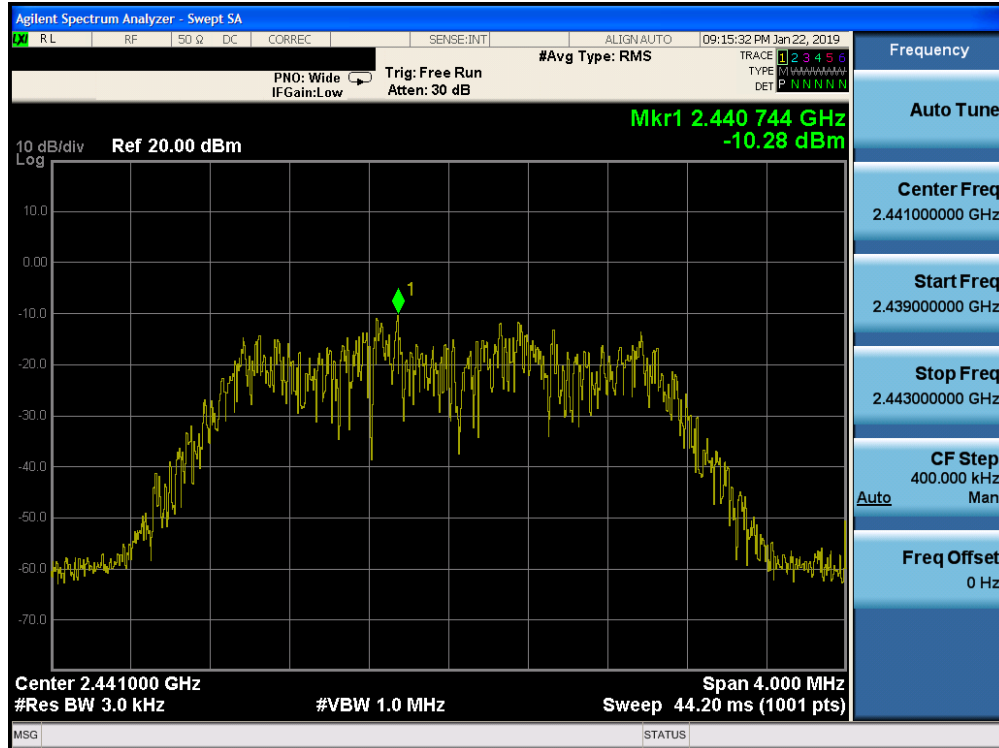 Agilent Spectrum Analyzer - Swept SA
LXI RL RF 50 Ω DC CORREC SENSE:INT ALIGN AUTO 09:15:32 PM Jan 22, 2019
Frequency
#Avg Type: RMS
TRACE 1 2 3 4 5 6
PNO: Wide Trig: Free Run
TYPE M WWWWW
IFGain:Low Atten: 30 dB
DET P N N N N N
Auto Tune
Mkr1 2.440 744 GHz
-10.28 dBm
10 dB/div Ref 20.00 dBm
Log
10.0
0.00
-10.0
-20.0
-30.0
-40.0
-50.0
-60.0
-70.0
1
Center Freq
2.441000000 GHz
Start Freq
2.439000000 GHz
Stop Freq
2.443000000 GHz
CF Step
400.000 kHz
Auto Man
Freq Offset
0 Hz
Center 2.441000 GHz Span 4.000 MHz
#Res BW 3.0 kHz #VBW 1.0 MHz Sweep 44.20 ms (1001 pts)
MSG STATUS